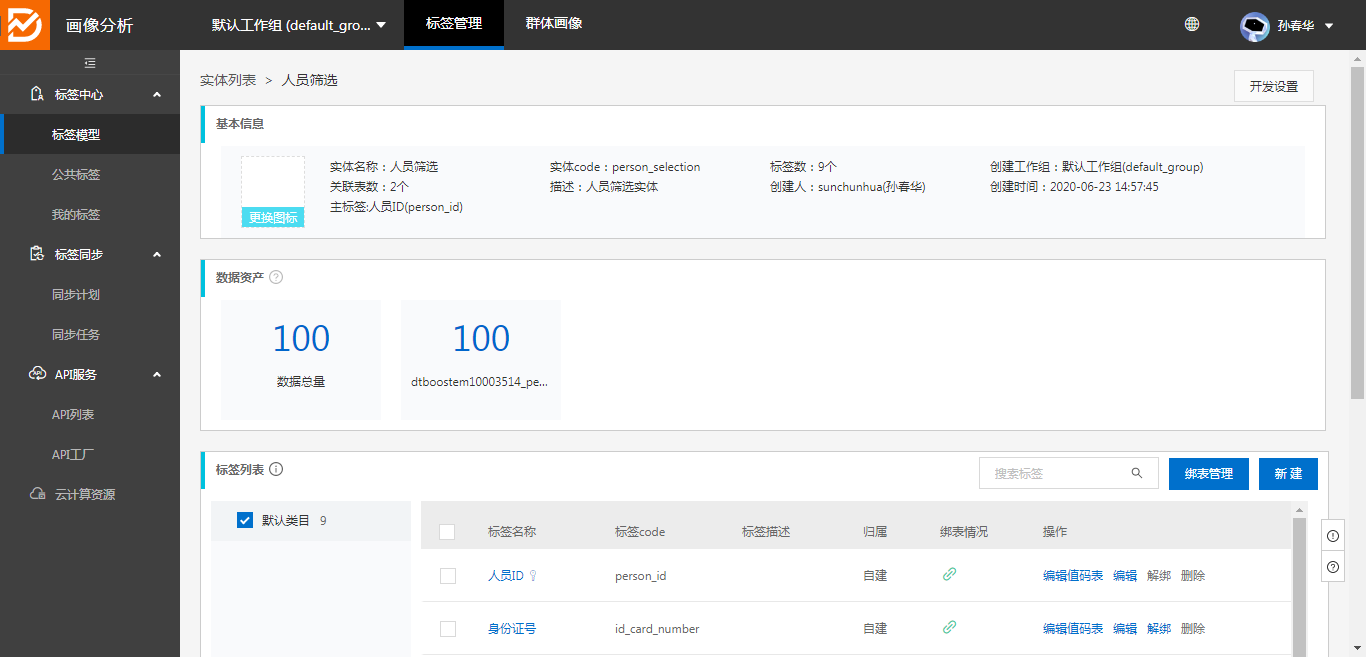 画像分析
默认工作组 (default_gro...
标签管理
群体画像
孙春华
标签中心
标签模型
公共标签
我的标签
标签同步
同步计划
同步任务
API服务
API列表
API工厂
云计算资源
实体列表 > 人员筛选
开发设置
基本信息
更换图标
实体名称：人员筛选
实体code：person_selection
标签数：9个
创建工作组：默认工作组(default_group)
关联表数：2个
描述：人员筛选实体
创建人：sunchunhua(孙春华)
创建时间：2020-06-23 14:57:45
主标签:人员ID(person_id)
数据资产
100
数据总量
100
dtboostem10003514_pe...
标签列表
搜索标签
绑表管理
新 建
默认类目 9
标签名称 标签code 标签描述 归属 绑表情况 操作
人员ID person_id 自建 编辑值码表 编辑 解绑 删除
身份证号 id_card_number 自建 编辑值码表 编辑 解绑 删除